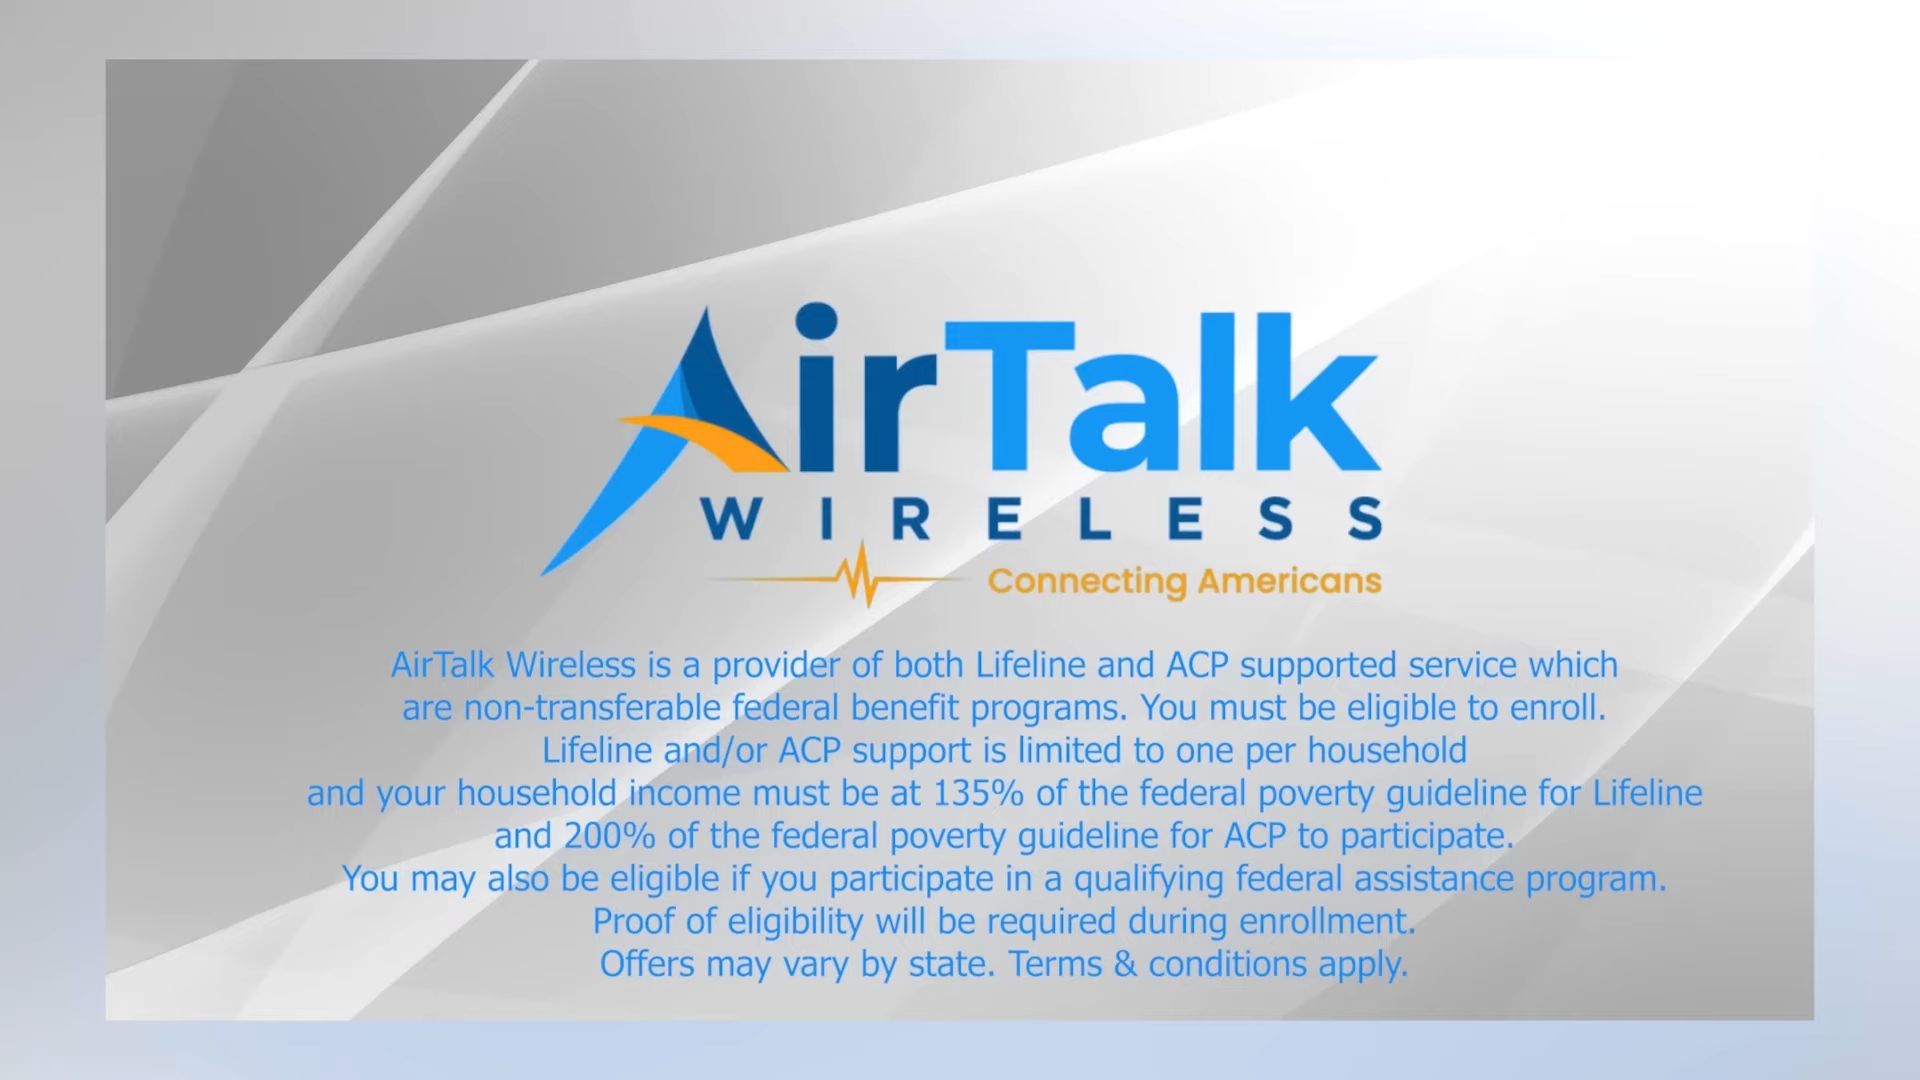 AirTalk
WIRELESS
Connecting Americans
AirTalk Wireless is a provider of both Lifeline and ACP supported service which
are non-transferable federal benefit programs. You must be eligible to enroll.
Lifeline and/or ACP support is limited to one per household
and your household income must be at 135% of the federal poverty guideline for Lifeline
and 200% of the federal poverty guideline for ACP to participate.
You may also be eligible if you participate in a qualifying federal assistance program.
Proof of eligibility will be required during enrollment.
Offers may vary by state. Terms & conditions apply.